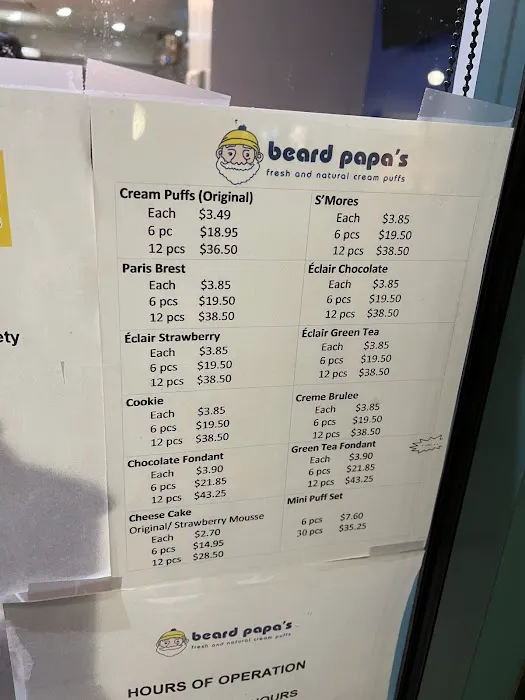 beard papa's
fresh and natural cream puffs
Cream Puffs (Original)
Each $3.49
6 pc $18.95
12 pcs $36.50
S'Mores
Each $3.85
6 pcs $19.50
12 pcs $38.50
Paris Brest
Each $3.85
6 pcs $19.50
12 pcs $38.50
Éclair Chocolate
Each $3.85
6 pcs $19.50
12 pcs $38.50
Éclair Strawberry
Each $3.85
6 pcs $19.50
12 pcs $38.50
Éclair Green Tea
Each $3.85
6 pcs $19.50
12 pcs $38.50
Cookie
Each $3.85
6 pcs $19.50
12 pcs $38.50
Creme Brulee
Each $3.85
6 pcs $19.50
12 pcs $38.50
Chocolate Fondant
Each $3.90
6 pcs $21.85
12 pcs $43.25
Green Tea Fondant
Each $3.90
6 pcs $21.85
12 pcs $43.25
Cheese Cake
Original/ Strawberry Mousse
Each $2.70
6 pcs $14.95
12 pcs $28.50
Mini Puff Set
6 pcs $7.60
30 pcs $35.25
ety
beard papa's
fresh and natural cream puffs
HOURS OF OPERATION
HOURS